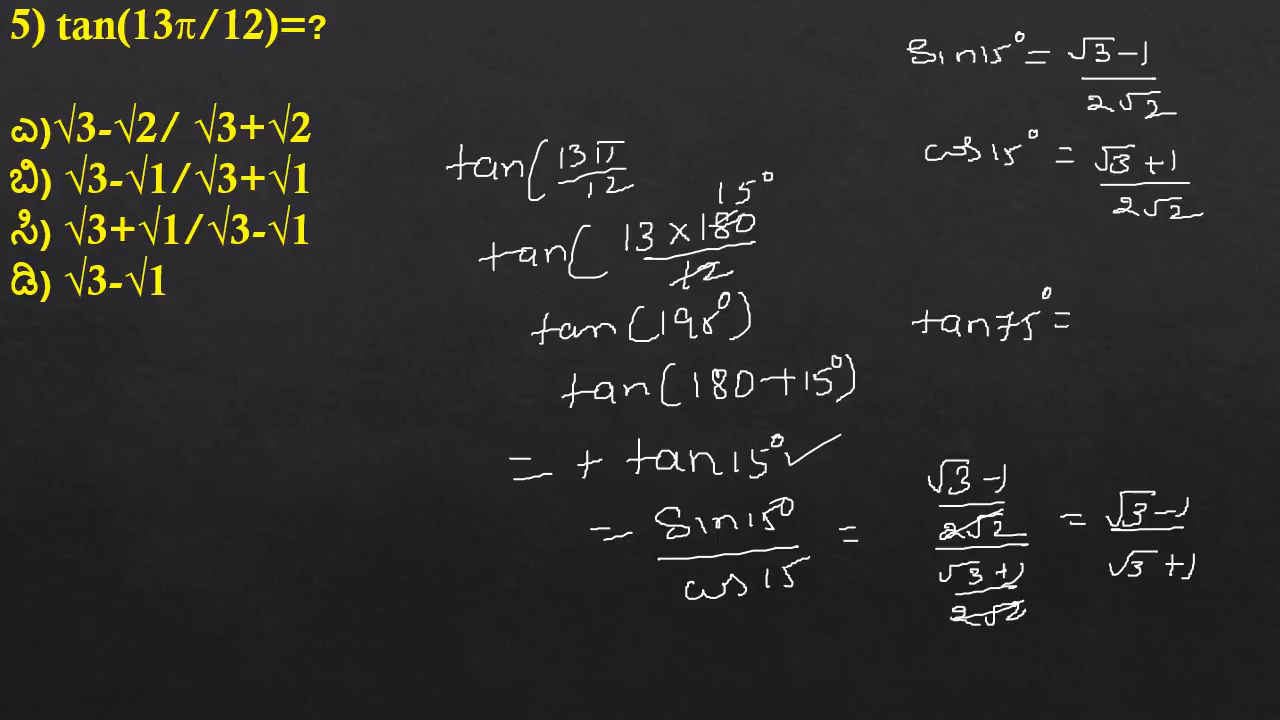 5) tan(13π/12)=?
ಎ)√3-√2/ √3+√2
ಬಿ) √3-√1/√3+√1
ಸಿ) √3+√1/√3-√1
ಡಿ) √3-√1
tan(13π/12
15°
tan(13×180/12
tan(195°)
tan(180+15°)
= + tan15° ✓
= Sin15°/cos15 = √3-1/2√2/√3+1/2√2 = √3-1/√3+1
Sin15° = √3-1/2√2
cos15° = √3+1/2√2
tan75° =